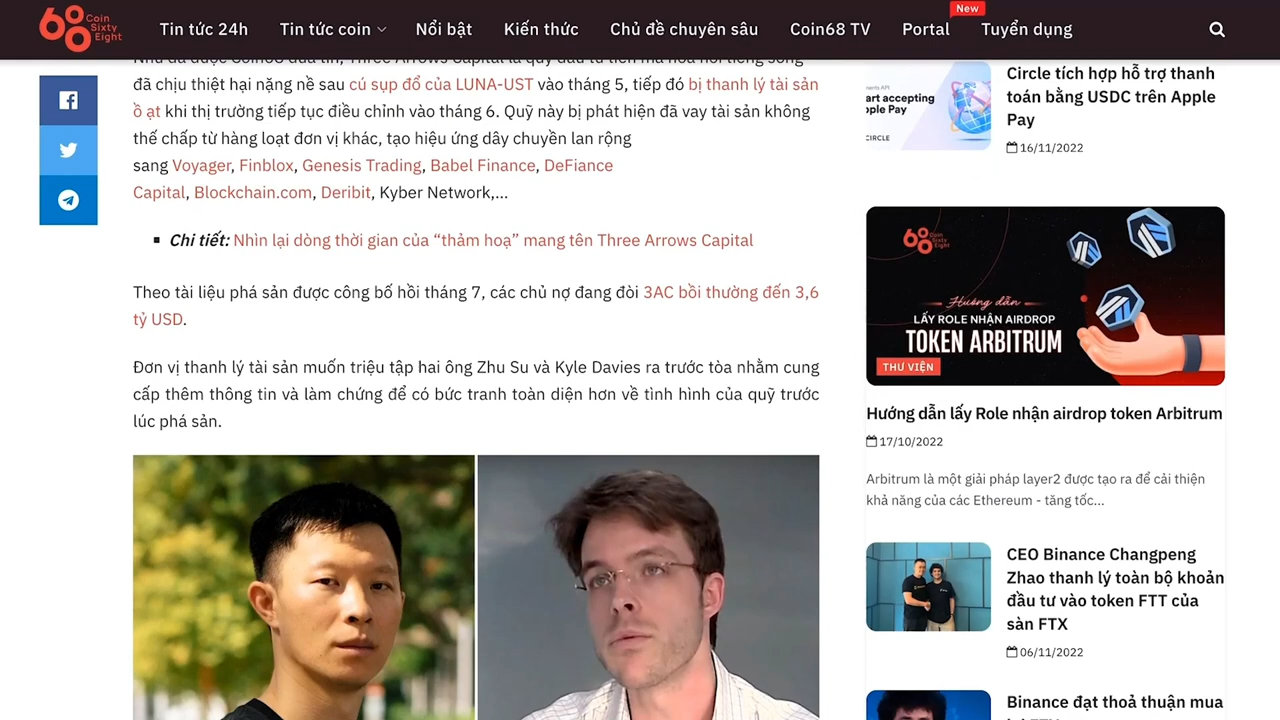 68 Coin Sixty Eight
Tin tức 24h
Tin tức coin
Nổi bật
Kiến thức
Chủ đề chuyên sâu
Coin68 TV
Portal
New
Tuyển dụng
đã chịu thiệt hại nặng nề sau cú sụp đổ của LUNA-UST vào tháng 5, tiếp đó bị thanh lý tài sản
ồ ạt khi thị trường tiếp tục điều chỉnh vào tháng 6. Quỹ này bị phát hiện đã vay tài sản không
thế chấp từ hàng loạt đơn vị khác, tạo hiệu ứng dây chuyền lan rộng
sang Voyager, Finblox, Genesis Trading, Babel Finance, DeFiance
Capital, Blockchain.com, Deribit, Kyber Network,...
▪ Chi tiết: Nhìn lại dòng thời gian của “thảm hoạ” mang tên Three Arrows Capital
Theo tài liệu phá sản được công bố hồi tháng 7, các chủ nợ đang đòi 3AC bồi thường đến 3,6
tỷ USD.
Đơn vị thanh lý tài sản muốn triệu tập hai ông Zhu Su và Kyle Davies ra trước tòa nhằm cung
cấp thêm thông tin và làm chứng để có bức tranh toàn diện hơn về tình hình của quỹ trước
lúc phá sản.
CIRCLE
Circle tích hợp hỗ trợ thanh
toán bằng USDC trên Apple
Pay
16/11/2022
68 Coin Sixty Eight
Hướng dẫn
LẤY ROLE NHẬN AIRDROP
TOKEN ARBITRUM
THƯ VIỆN
Hướng dẫn lấy Role nhận airdrop token Arbitrum
17/10/2022
Arbitrum là một giải pháp layer2 được tạo ra để cải thiện
khả năng của các Ethereum - tăng tốc...
CEO Binance Changpeng
Zhao thanh lý toàn bộ khoản
đầu tư vào token FTT của
sàn FTX
06/11/2022
Binance đạt thoả thuận mua